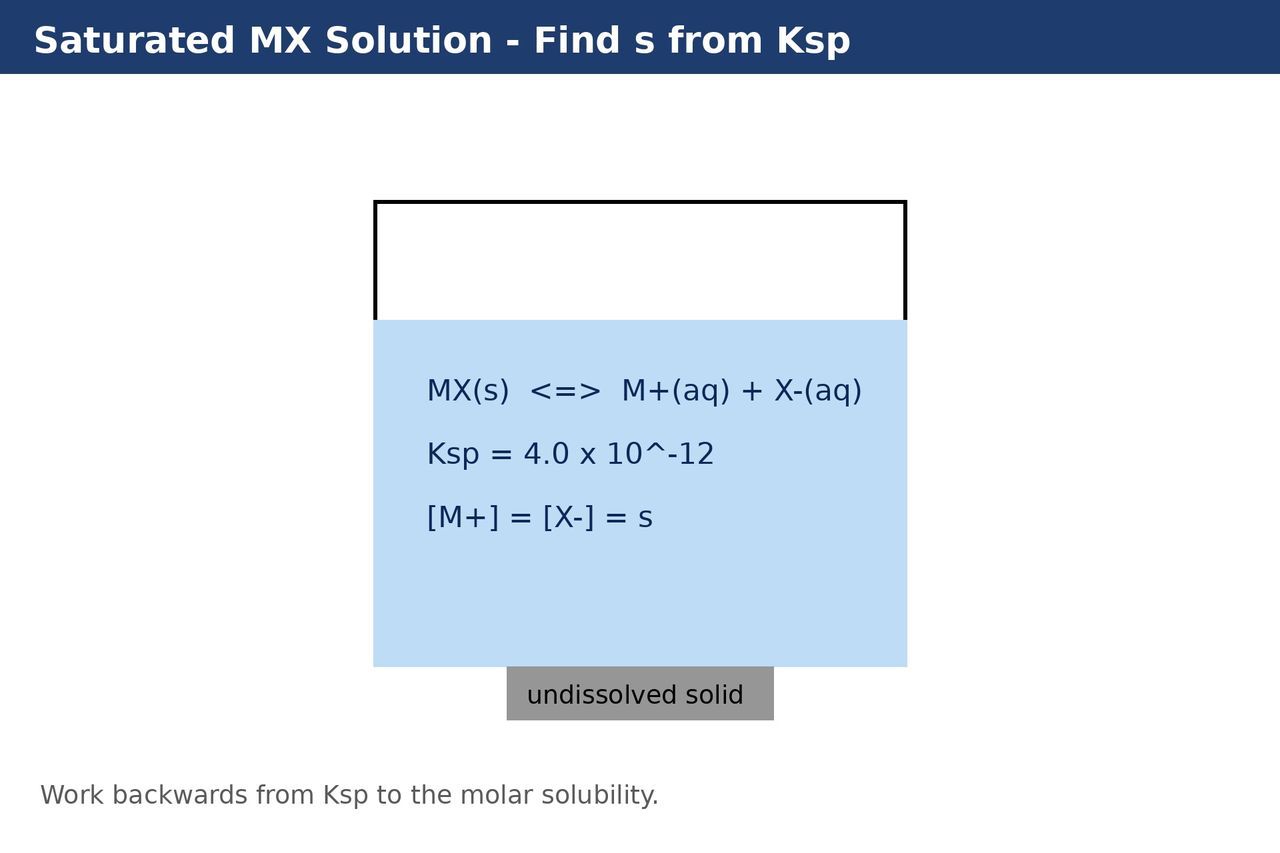 Saturated MX Solution - Find s from Ksp
MX(s)  <=>  M+(aq) + X-(aq)
Ksp = 4.0 x 10^-12
[M+] = [X-] = s
undissolved solid
Work backwards from Ksp to the molar solubility.